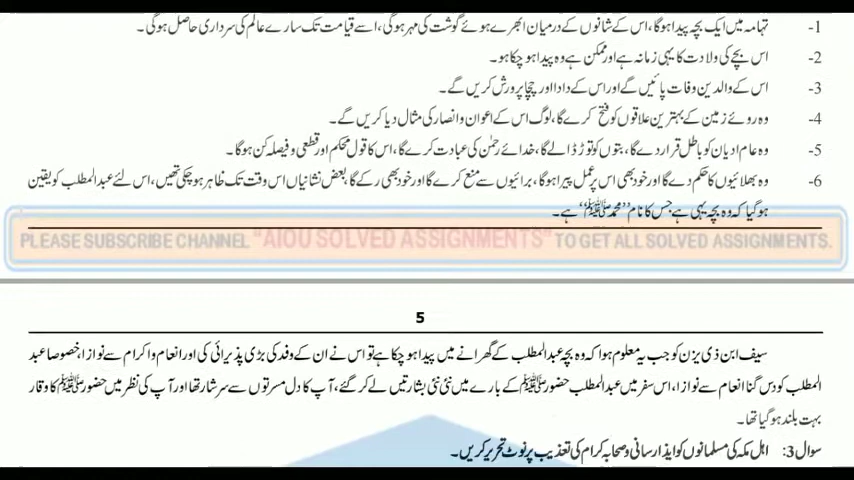 1- تہامہ میں ایک بچہ پیدا ہوگا، اس کے شانوں کے درمیان ابھرے ہوئے گوشت کی مہر ہوگی، اسے قیامت تک سارے عالم کی سرداری حاصل ہوگی۔
2- اس بچے کی ولادت کا یہی زمانہ ہے اور ممکن ہے وہ پیدا ہو چکا ہو۔
3- اس کے والدین وفات پائیں گے اور اس کے دادا اور چچا پرورش کریں گے۔
4- وہ روئے زمین کے بہترین علاقوں کو فتح کرے گا، لوگ اس کے اعوان وانصار کی مثال دیا کریں گے۔
5- وہ عام ادیان کو باطل قرار دے گا، بتوں کو توڑ ڈالے گا، خدائے رحمٰن کی عبادت کرے گا، اس کا قول محکم اور قطعی و فیصلہ کن ہوگا۔
6- وہ بھلائیوں کا حکم دے گا اور خود بھی اس پر عمل پیرا ہوگا، برائیوں سے منع کرے گا اور خود بھی رکے گا، بعض نشانیاں اس وقت تک ظاہر ہو چکی تھیں، اس لئے عبدالمطلب کو یقین
ہو گیا کہ وہ بچہ یہی ہے جس کا نام ”محمد ﷺ“ ہے۔
PLEASE SUBSCRIBE CHANNEL "AIOU SOLVED ASSIGNMENTS" TO GET ALL SOLVED ASSIGNMENTS.
5
سیف ابن ذی یزن کو جب یہ معلوم ہوا کہ وہ بچہ عبدالمطلب کے گھرانے میں پیدا ہو چکا ہے تو اس نے ان کے وفد کی بڑی پذیرائی کی اور انعام و اکرام سے نوازا، خصوصا عبد
المطلب کو دس گنا انعام سے نوازا، اس سفر میں عبدالمطلب حضور ﷺ کے بارے میں نئی نئی بشارتیں لے کر گئے، آپ کا دل مسرتوں سے سرشار تھا اور آپ کی نظر میں حضور ﷺ کا وقار
بہت بلند ہو گیا تھا۔
سوال 3: اہل مکہ کی مسلمانوں کو ایذا رسانی وصحابہ کرام کی تعذیب پر نوٹ تحریر کریں۔